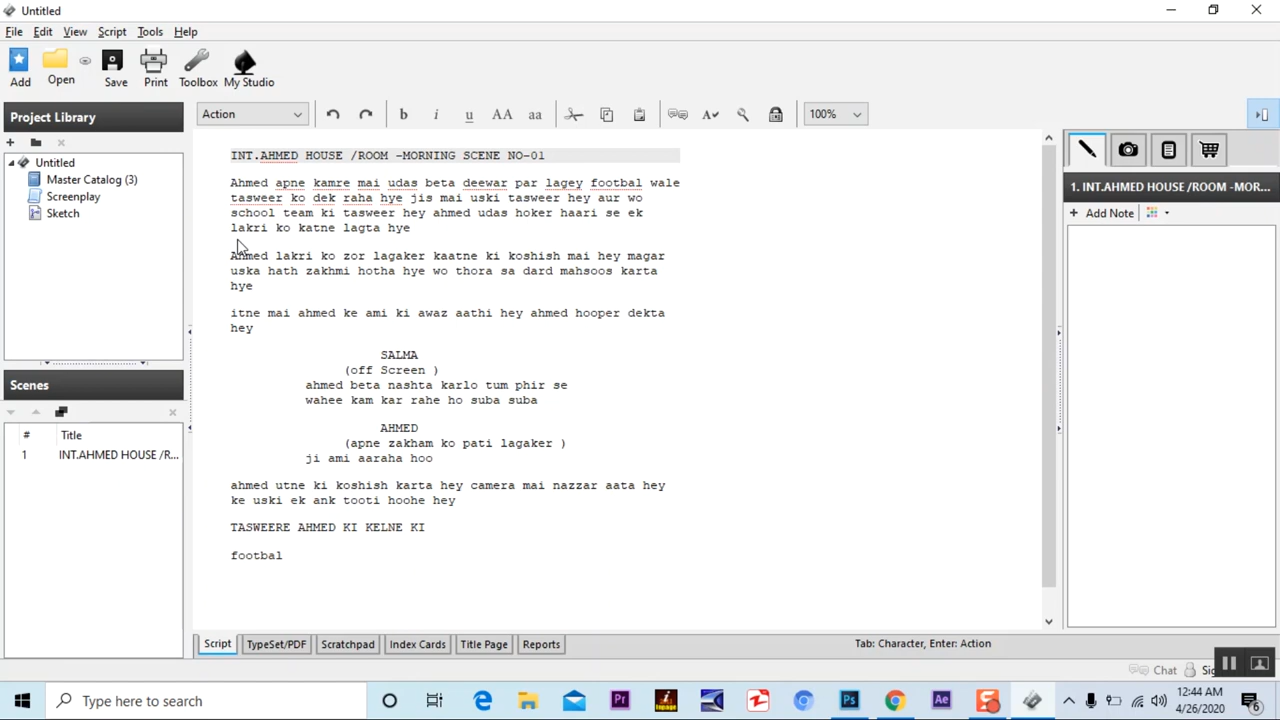 Untitled
File Edit View Script Tools Help
Add Open Save Print Toolbox My Studio
Project Library
Action
100%
Untitled
Master Catalog (3)
Screenplay
Sketch
Scenes
# Title
1 INT.AHMED HOUSE /R...
INT.AHMED HOUSE /ROOM -MORNING SCENE NO-01
Ahmed apne kamre mai udas beta deewar par lagey footbal wale
tasweer ko dek raha hye jis mai uski tasweer hey aur wo
school team ki tasweer hey ahmed udas hoker haari se ek
lakri ko katne lagta hye
Ahmed lakri ko zor lagaker kaatne ki koshish mai hey magar
uska hath zakhmi hotha hye wo thora sa dard mahsoos karta
hye
itne mai ahmed ke ami ki awaz aathi hey ahmed hooper dekta
hey
SALMA
(off Screen )
ahmed beta nashta karlo tum phir se
wahee kam kar rahe ho suba suba
AHMED
(apne zakham ko pati lagaker )
ji ami aaraha hoo
ahmed utne ki koshish karta hey camera mai nazzar aata hey
ke uski ek ank tooti hoohe hey
TASWEERE AHMED KI KELNE KI
footbal
1. INT.AHMED HOUSE /ROOM -MOR...
+ Add Note
Script TypeSet/PDF Scratchpad Index Cards Title Page Reports
Tab: Character, Enter: Action
Chat
Type here to search
12:44 AM
4/26/2020
6